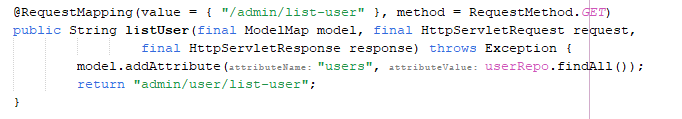 @RequestMapping(value = { "/admin/list-user" }, method = RequestMethod.GET)
public String listUser(final ModelMap model, final HttpServletRequest request,
final HttpServletResponse response) throws Exception {
model.addAttribute( attributeName: "users", attributeValue: userRepo.findAll());
return "admin/user/list-user";
}